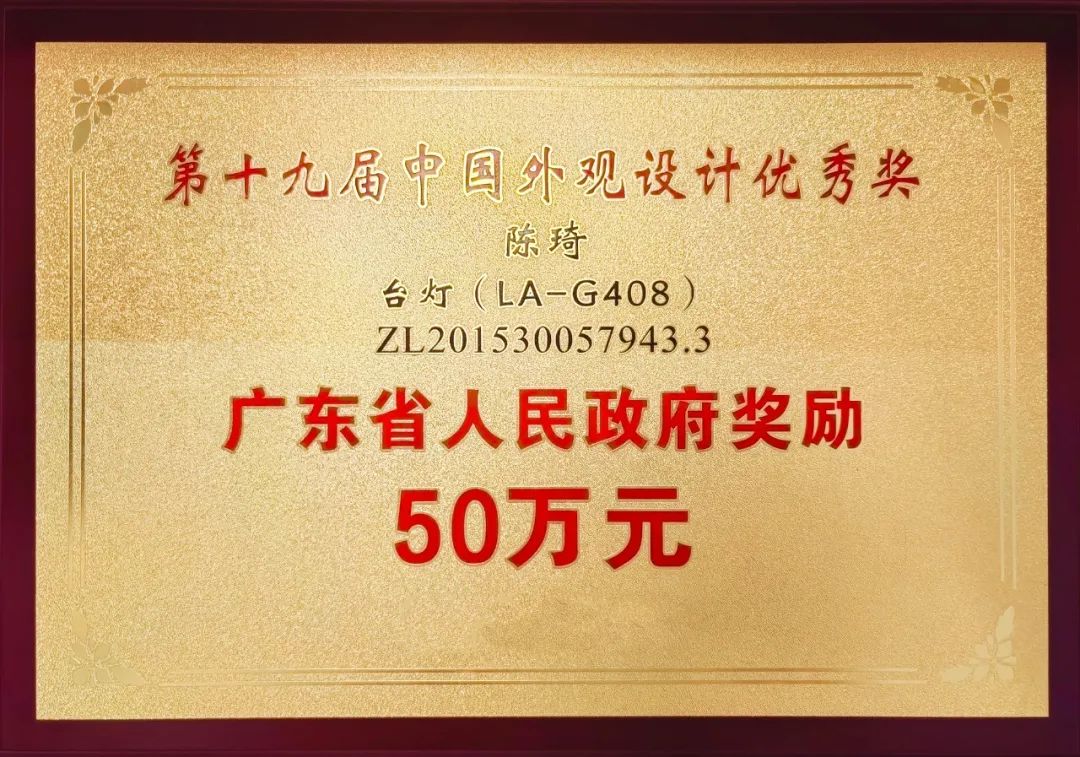 第十九届中国外观设计优秀奖
陈琦
台灯（LA-G408）
ZL201530057943.3
广东省人民政府奖励
50万元